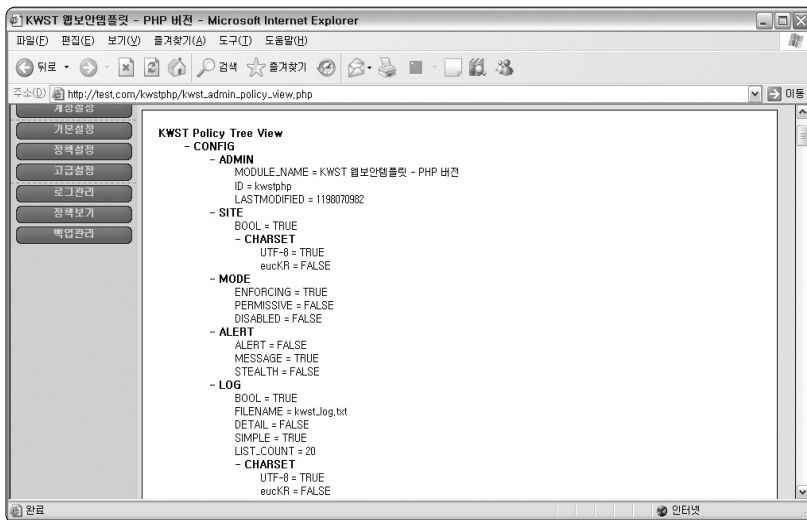 KWST 웹보안템플릿 - PHP 버전 - Microsoft Internet Explorer
파일(F) 편집(E) 보기(V) 즐겨찾기(A) 도구(T) 도움말(H)
뒤로 검색 즐겨찾기
주소(D) http://test.com/kwstphp/kwst_admin_policy_view.php 이동
계정설정
기본설정
정책설정
고급설정
로그관리
정책보기
백업관리
KWST Policy Tree View
- CONFIG
- ADMIN
MODULE_NAME = KWST 웹보안템플릿 - PHP 버전
ID = kwstphp
LASTMODIFIED = 1198070982
- SITE
BOOL = TRUE
- CHARSET
UTF-8 = TRUE
eucKR = FALSE
- MODE
ENFORCING = TRUE
PERMISSIVE = FALSE
DISABLED = FALSE
- ALERT
ALERT = FALSE
MESSAGE = TRUE
STEALTH = FALSE
- LOG
BOOL = TRUE
FILENAME = kwst_log.txt
DETAIL = FALSE
SIMPLE = TRUE
LIST_COUNT = 20
- CHARSET
UTF-8 = TRUE
eucKR = FALSE
완료 인터넷